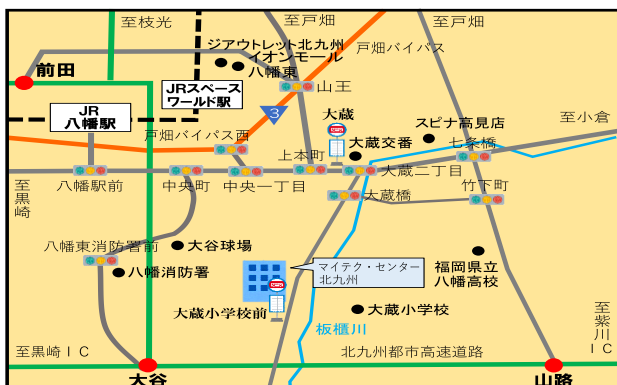 至枝光
至戸畑
至戸畑
ジアウトレット北九州
イオンモール
八幡東
戸畑バイパス
前田
JRスペース
ワールド駅
山王
JR
八幡駅
3
大蔵
スピナ高見店
至小倉
戸畑バイパス西
大蔵交番
七条橋
上本町
至黒崎
八幡駅前
中央町
中央一丁目
大蔵二丁目
竹下町
大蔵橋
八幡東消防署前
大谷球場
八幡消防署
マイテク・センター
北九州
福岡県立
八幡高校
大蔵小学校前
大蔵小学校
板櫃川
至紫川IC
至黒崎IC
北九州都市高速道路
大谷
山路